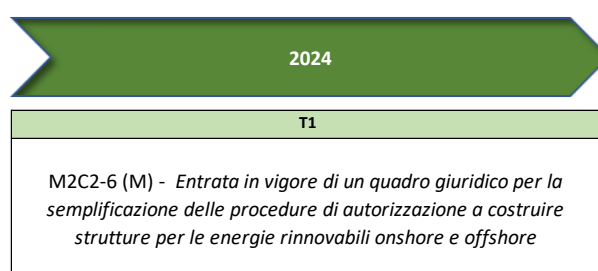 2024
T1
M2C2-6 (M) - Entrata in vigore di un quadro giuridico per la
semplificazione delle procedure di autorizzazione a costruire
strutture per le energie rinnovabili onshore e offshore